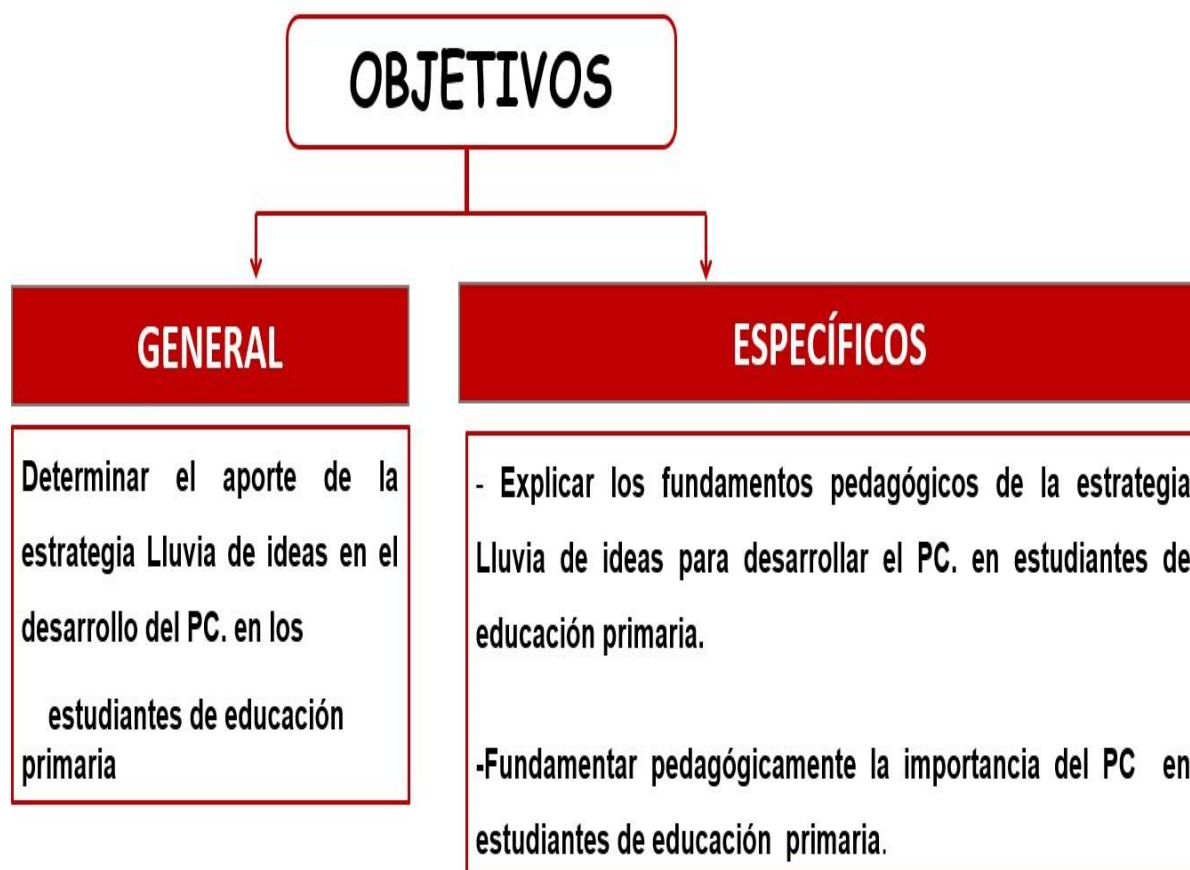 OBJETIVOS
GENERAL
Determinar el aporte de la
estrategia Lluvia de ideas en el
desarrollo del PC. en los
estudiantes de educación
primaria
ESPECÍFICOS
- Explicar los fundamentos pedagógicos de la estrategia
Lluvia de ideas para desarrollar el PC. en estudiantes de
educación primaria.
-Fundamentar pedagógicamente la importancia del PC en
estudiantes de educación primaria.